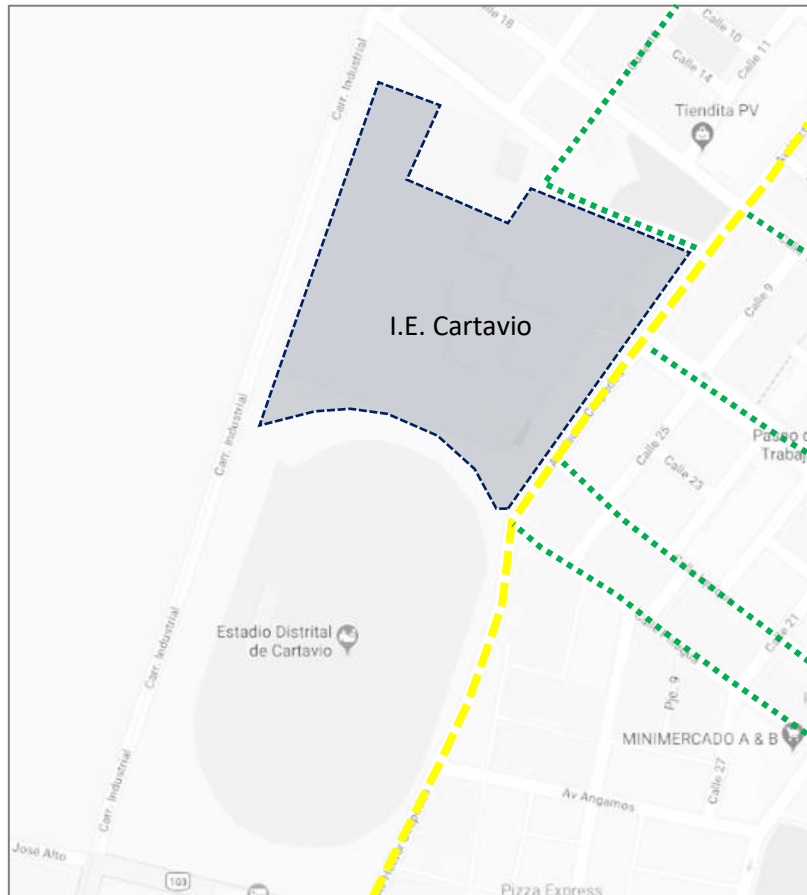 Calle 18
Calle 10
Calle 11
Calle 14
Carr. Industrial
Tiendita PV
I.E. Cartavio
Calle 9
Carr. Industrial
Calle 25
Calle 23
Estadio Distrital
de Cartavio
Carr. Industrial
Calle 21
Pje. 9
MINIMERCADO A & B
Calle 27
Av Angamos
Carr. Industrial
José Alto
103
Pizza Express